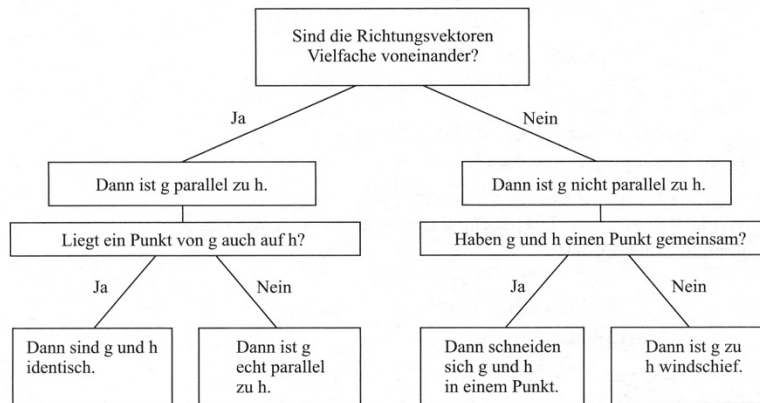 Sind die Richtungsvektoren
Vielfache voneinander?
Ja
Nein
Dann ist g parallel zu h.
Dann ist g nicht parallel zu h.
Liegt ein Punkt von g auch auf h?
Haben g und h einen Punkt gemeinsam?
Ja
Nein
Ja
Nein
Dann sind g und h
identisch.
Dann ist g
echt parallel
zu h.
Dann schneiden
sich g und h
in einem Punkt.
Dann ist g zu
h windschief.